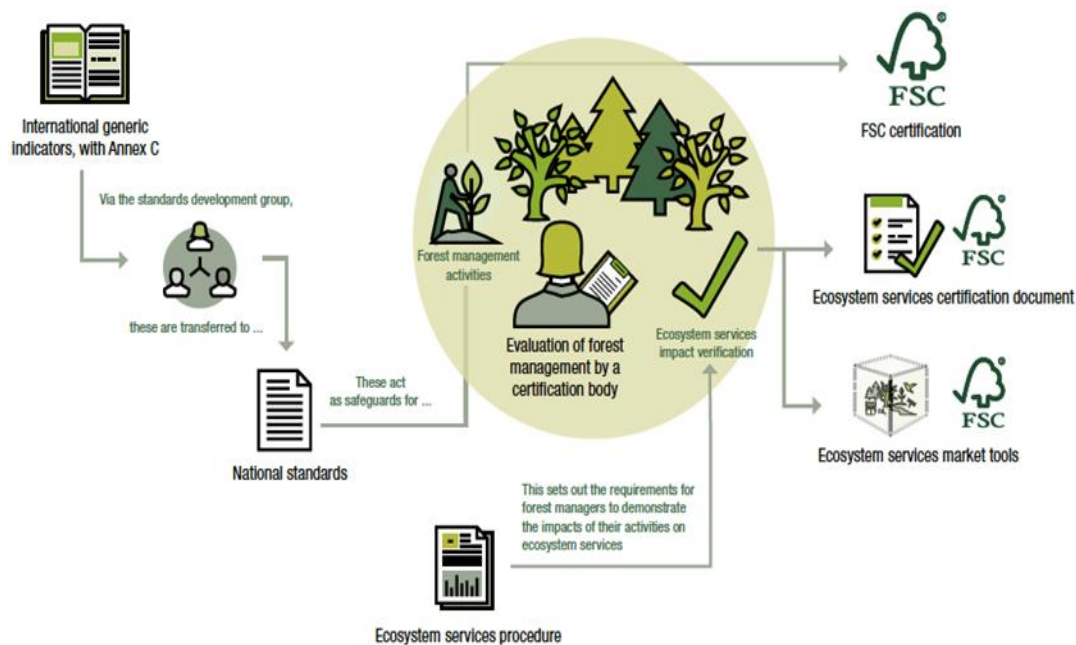 International generic
indicators, with Annex C
Via the standards development group,
these are transferred to ...
National standards
These act
as safeguards for ...
Forest management
activities
Evaluation of forest
management by a
certification body
Ecosystem services
impact verification
FSC
FSC certification
FSC
Ecosystem services certification document
FSC
Ecosystem services market tools
This sets out the requirements for
forest managers to demonstrate
the impacts of their activities on
ecosystem services
Ecosystem services procedure